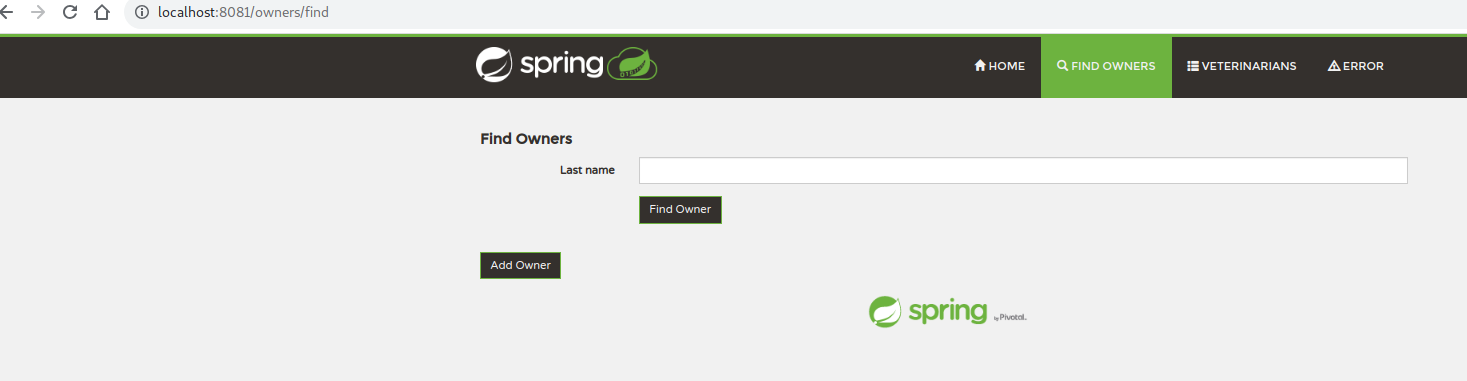 localhost:8081/owners/find
spring
HOME
FIND OWNERS
VETERINARIANS
ERROR
Find Owners
Last name
Find Owner
Add Owner
spring by Pivotal.